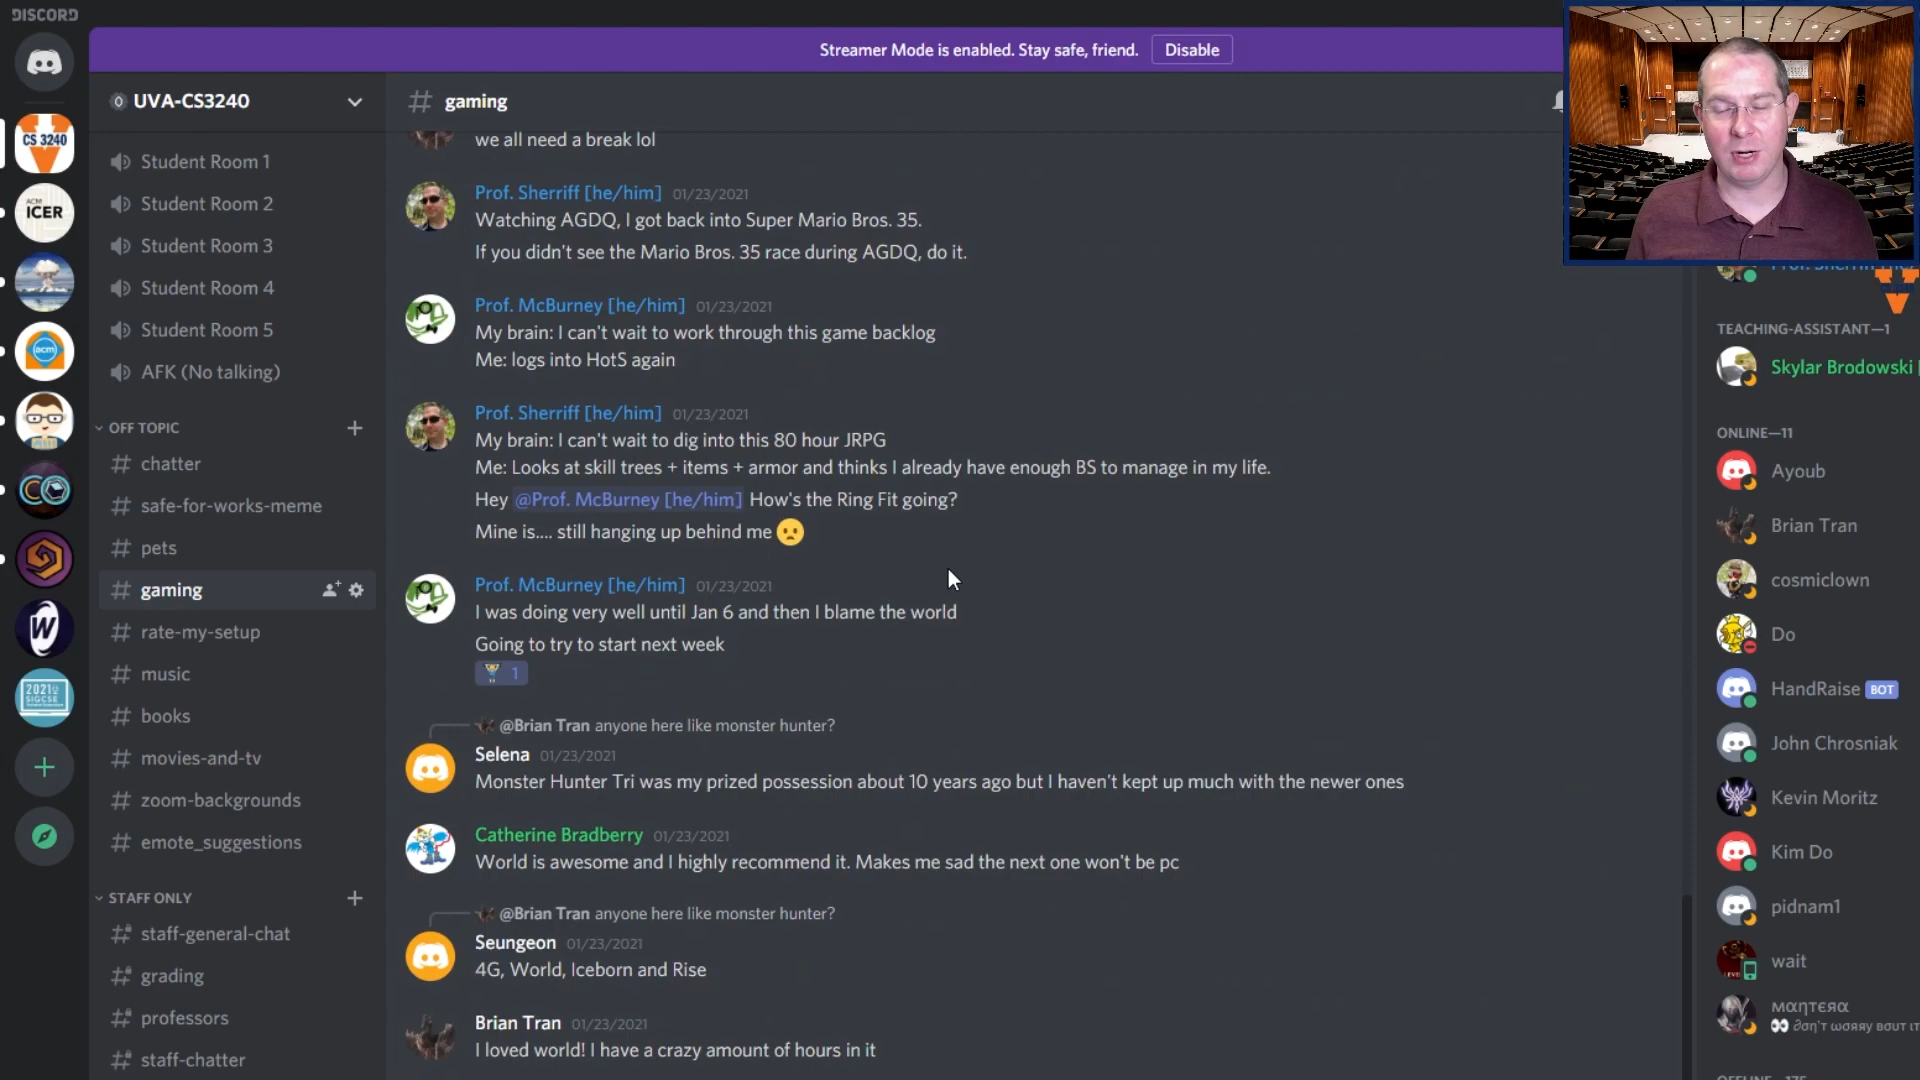 DISCORD
Streamer Mode is enabled. Stay safe, friend. Disable
UVA-CS3240
# gaming
CS 3240
ACM
ICER
acm
W
2021
SIGCSE
Student Room 1
Student Room 2
Student Room 3
Student Room 4
Student Room 5
AFK (No talking)
OFF TOPIC
# chatter
# safe-for-works-meme
# pets
# gaming
# rate-my-setup
# music
# books
# movies-and-tv
# zoom-backgrounds
# emote_suggestions
STAFF ONLY
staff-general-chat
grading
professors
staff-chatter
we all need a break lol
Prof. Sherriff [he/him] 01/23/2021
Watching AGDQ, I got back into Super Mario Bros. 35.
If you didn't see the Mario Bros. 35 race during AGDQ, do it.
Prof. McBurney [he/him] 01/23/2021
My brain: I can't wait to work through this game backlog
Me: logs into HotS again
Prof. Sherriff [he/him] 01/23/2021
My brain: I can't wait to dig into this 80 hour JRPG
Me: Looks at skill trees + items + armor and thinks I already have enough BS to manage in my life.
Hey @Prof. McBurney [he/him] How's the Ring Fit going?
Mine is.... still hanging up behind me
Prof. McBurney [he/him] 01/23/2021
I was doing very well until Jan 6 and then I blame the world
Going to try to start next week
1
@Brian Tran anyone here like monster hunter?
Selena 01/23/2021
Monster Hunter Tri was my prized possession about 10 years ago but I haven't kept up much with the newer ones
Catherine Bradberry 01/23/2021
World is awesome and I highly recommend it. Makes me sad the next one won't be pc
@Brian Tran anyone here like monster hunter?
Seungeon 01/23/2021
4G, World, Iceborn and Rise
Brian Tran 01/23/2021
I loved world! I have a crazy amount of hours in it
TEACHING-ASSISTANT—1
Skylar Brodowski
ONLINE—11
Ayoub
Brian Tran
cosmiclown
Do
HandRaise BOT
John Chrosniak
Kevin Moritz
Kim Do
pidnam1
wait